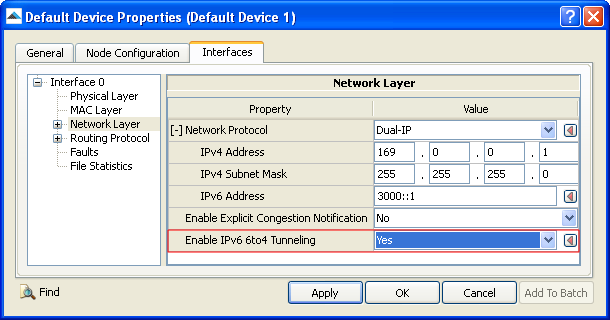 Default Device Properties (Default Device 1)
General Node Configuration Interfaces
Interface 0
Physical Layer
MAC Layer
Network Layer
Routing Protocol
Faults
File Statistics
Network Layer
Property Value
[-] Network Protocol Dual-IP
IPv4 Address 169 . 0 . 0 . 1
IPv4 Subnet Mask 255 . 255 . 255 . 0
IPv6 Address 3000::1
Enable Explicit Congestion Notification No
Enable IPv6 6to4 Tunneling Yes
Find Apply OK Cancel Add To Batch